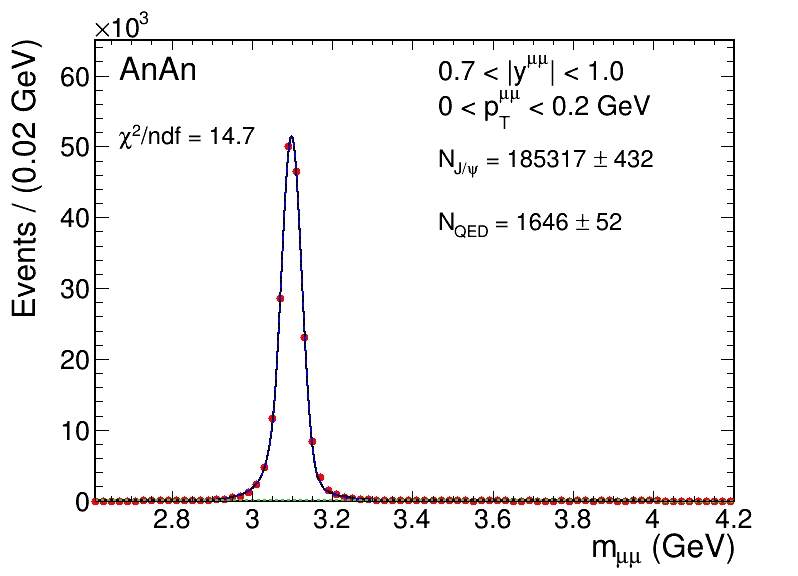 ×10³
AnAn
0.7 < |y^μμ| < 1.0
0 < p_T^μμ < 0.2 GeV
χ²/ndf = 14.7
N_J/ψ = 185317 ± 432
N_QED = 1646 ± 52
Events / (0.02 GeV)
60
50
40
30
20
10
0
2.8 3 3.2 3.4 3.6 3.8 4 4.2
m_μμ (GeV)